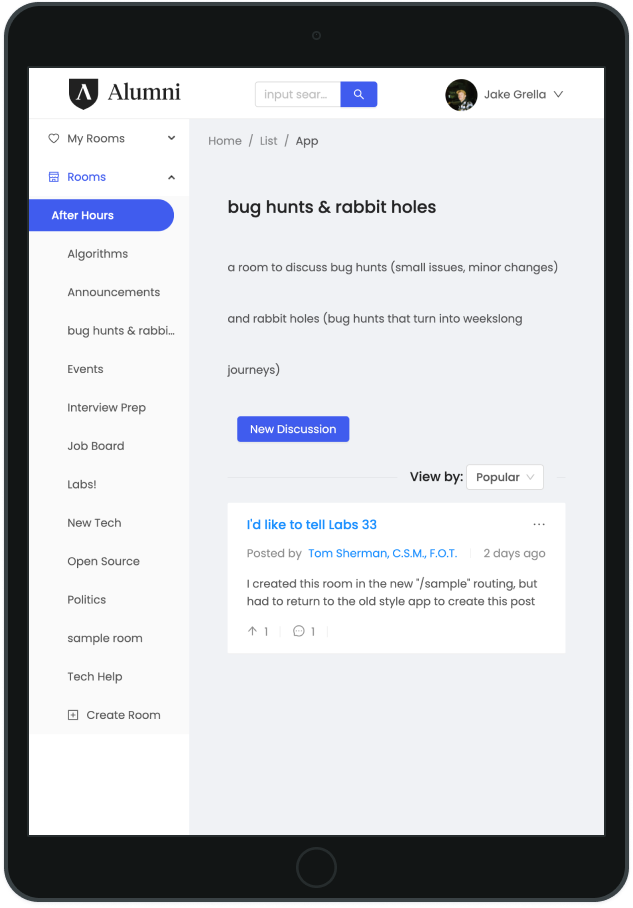 Alumni
input sear...
Jake Grella
My Rooms
Rooms
After Hours
Algorithms
Announcements
bug hunts & rabbi...
Events
Interview Prep
Job Board
Labs!
New Tech
Open Source
Politics
sample room
Tech Help
Create Room
Home / List / App
bug hunts & rabbit holes
a room to discuss bug hunts (small issues, minor changes)
and rabbit holes (bug hunts that turn into weekslong
journeys)
New Discussion
View by: Popular
I'd like to tell Labs 33
Posted by Tom Sherman, C.S.M., F.O.T. 2 days ago
I created this room in the new "/sample" routing, but
had to return to the old style app to create this post
1 1